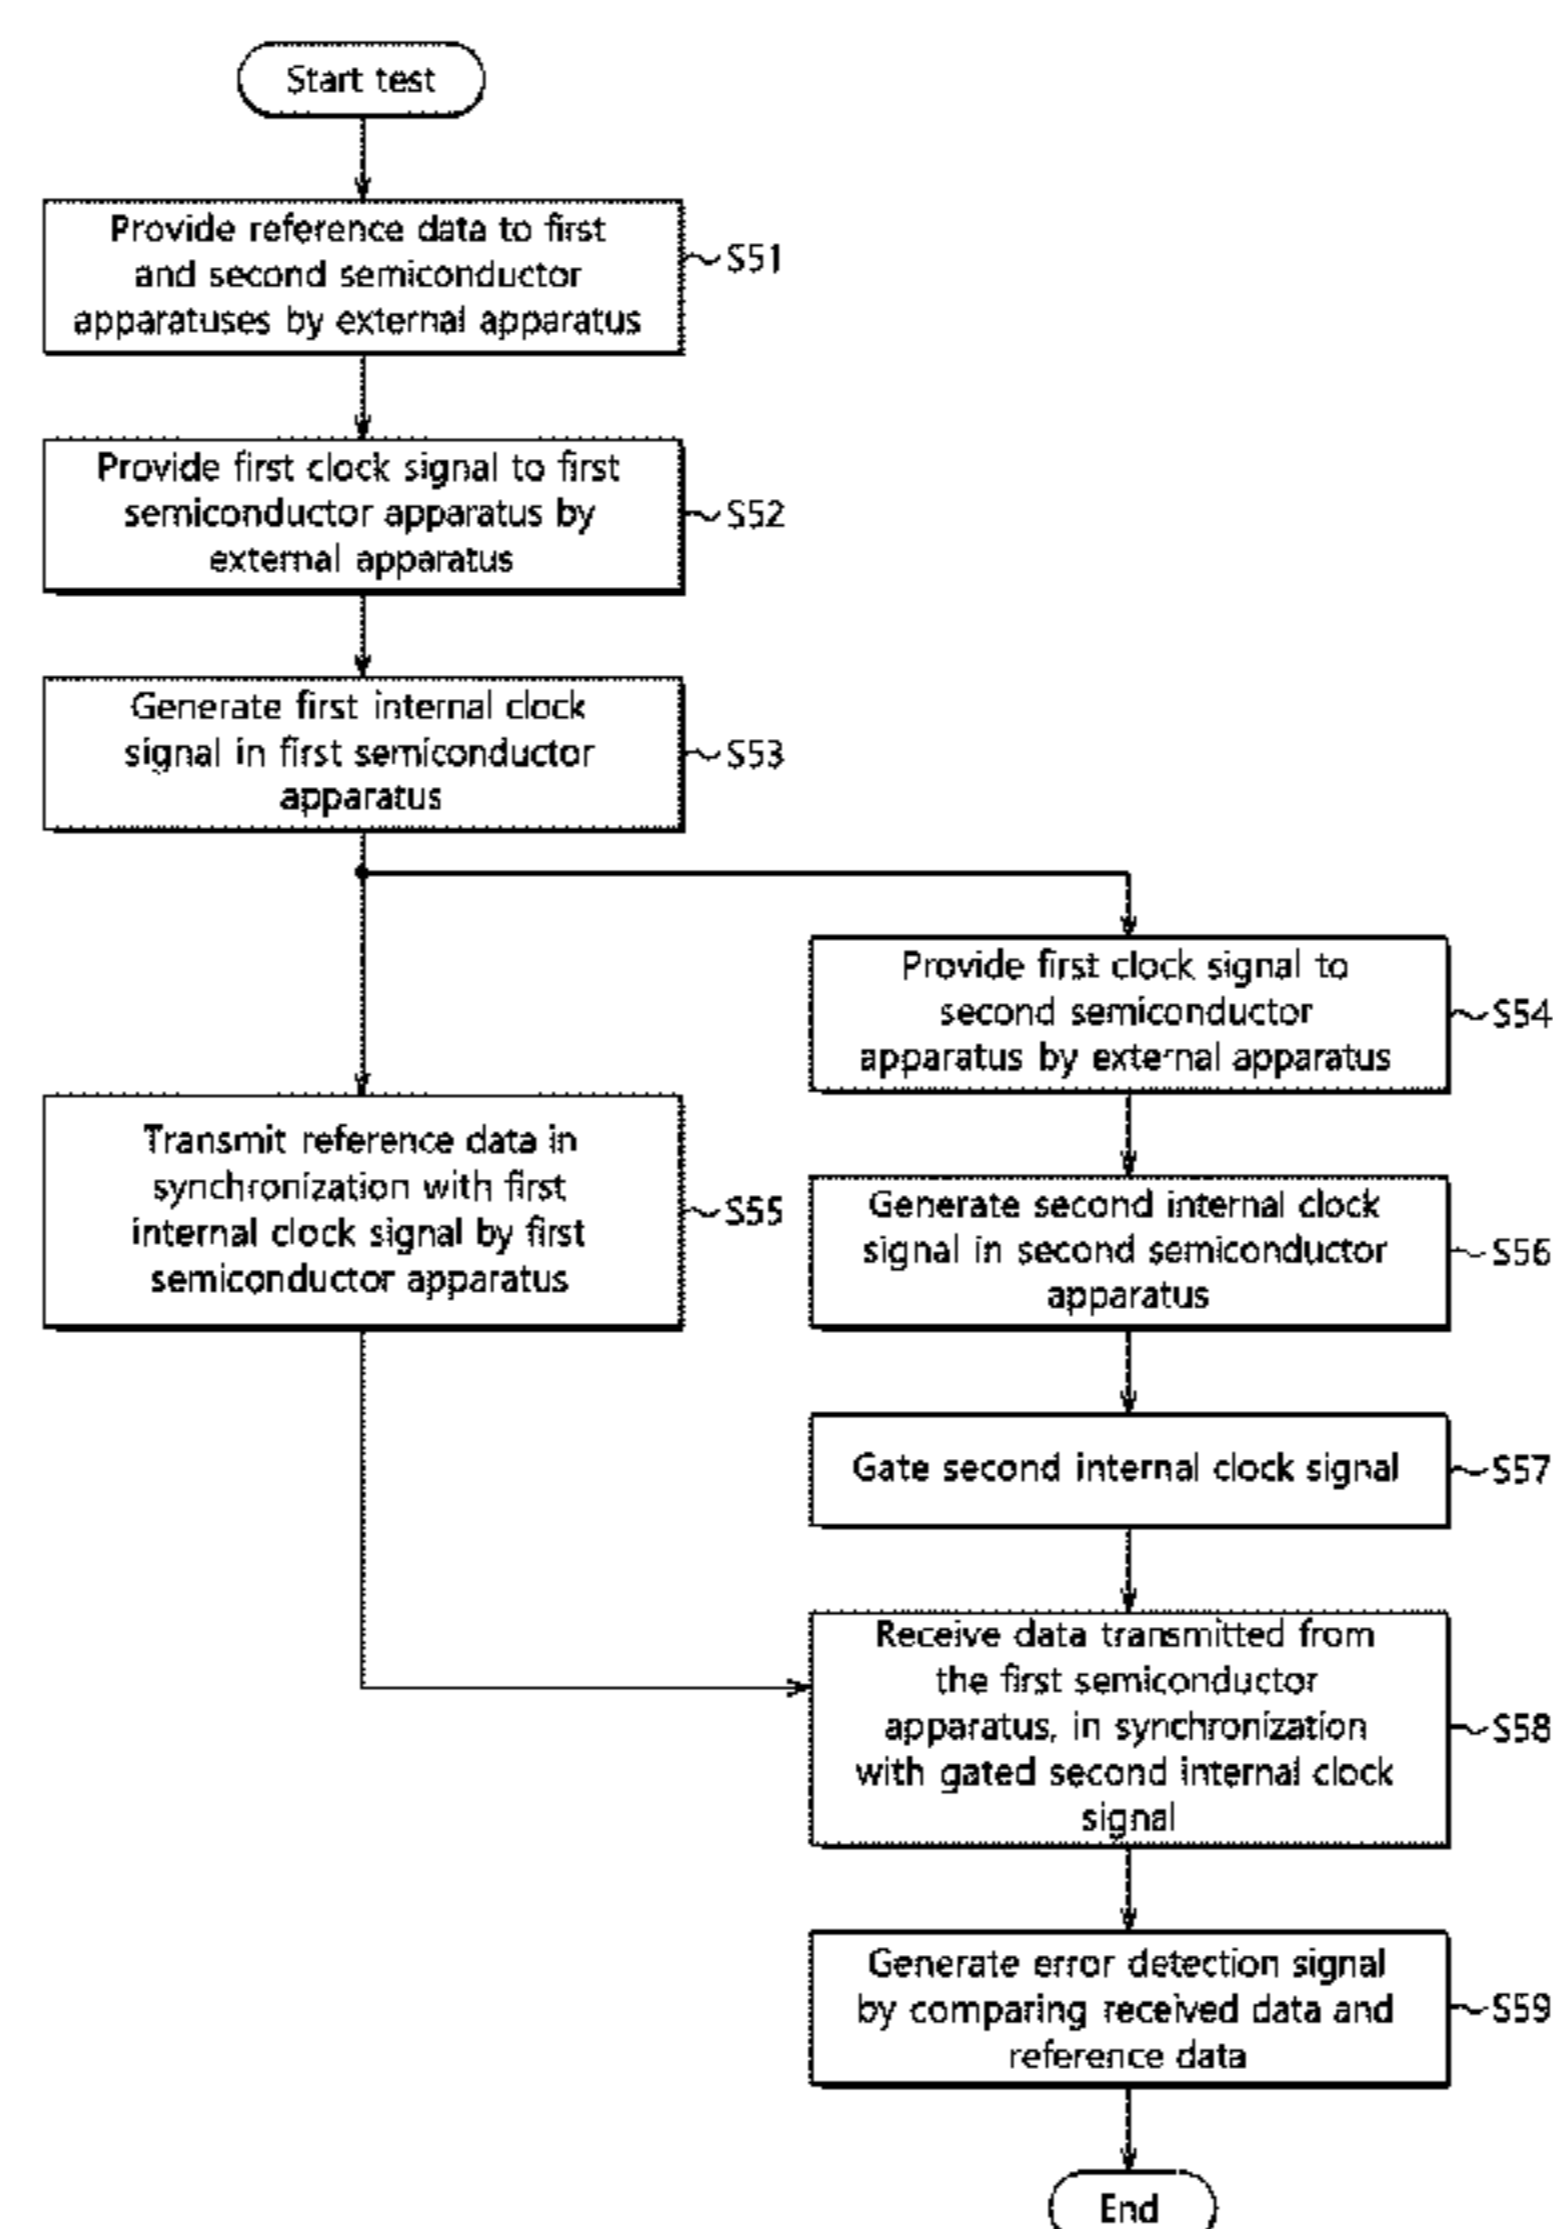 Start test
Provide reference data to first
and second semiconductor
apparatuses by external apparatus
S51
Provide first clock signal to first
semiconductor apparatus by
external apparatus
S52
Generate first internal clock
signal in first semiconductor
apparatus
S53
Provide first clock signal to
second semiconductor
apparatus by external apparatus
S54
Transmit reference data in
synchronization with first
internal clock signal by first
semiconductor apparatus
S55
Generate second internal clock
signal in second semiconductor
apparatus
S56
Gate second internal clock signal
S57
Receive data transmitted from
the first semiconductor
apparatus, in synchronization
with gated second internal clock
signal
S58
Generate error detection signal
by comparing received data and
reference data
S59
End